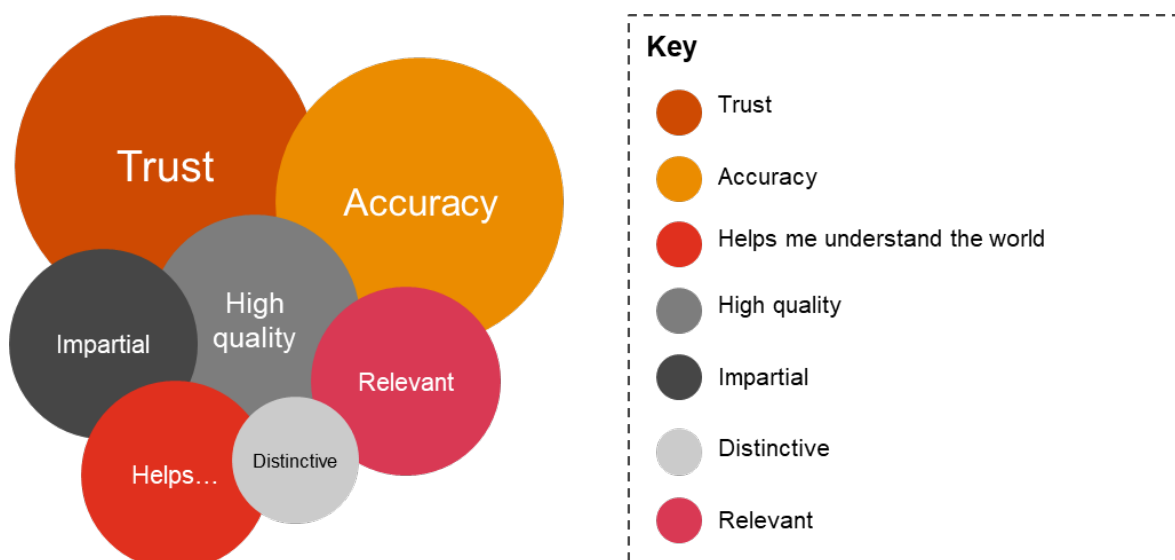 Trust
Accuracy
High
quality
Impartial
Relevant
Helps…
Distinctive
Key
Trust
Accuracy
Helps me understand the world
High quality
Impartial
Distinctive
Relevant